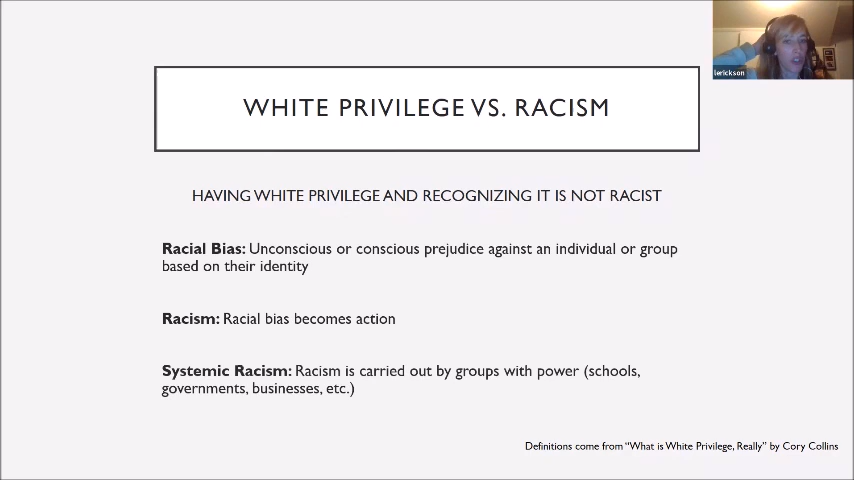 lerickson
WHITE PRIVILEGE VS. RACISM
HAVING WHITE PRIVILEGE AND RECOGNIZING IT IS NOT RACIST
Racial Bias: Unconscious or conscious prejudice against an individual or group
based on their identity
Racism: Racial bias becomes action
Systemic Racism: Racism is carried out by groups with power (schools,
governments, businesses, etc.)
Definitions come from “What is White Privilege, Really” by Cory Collins